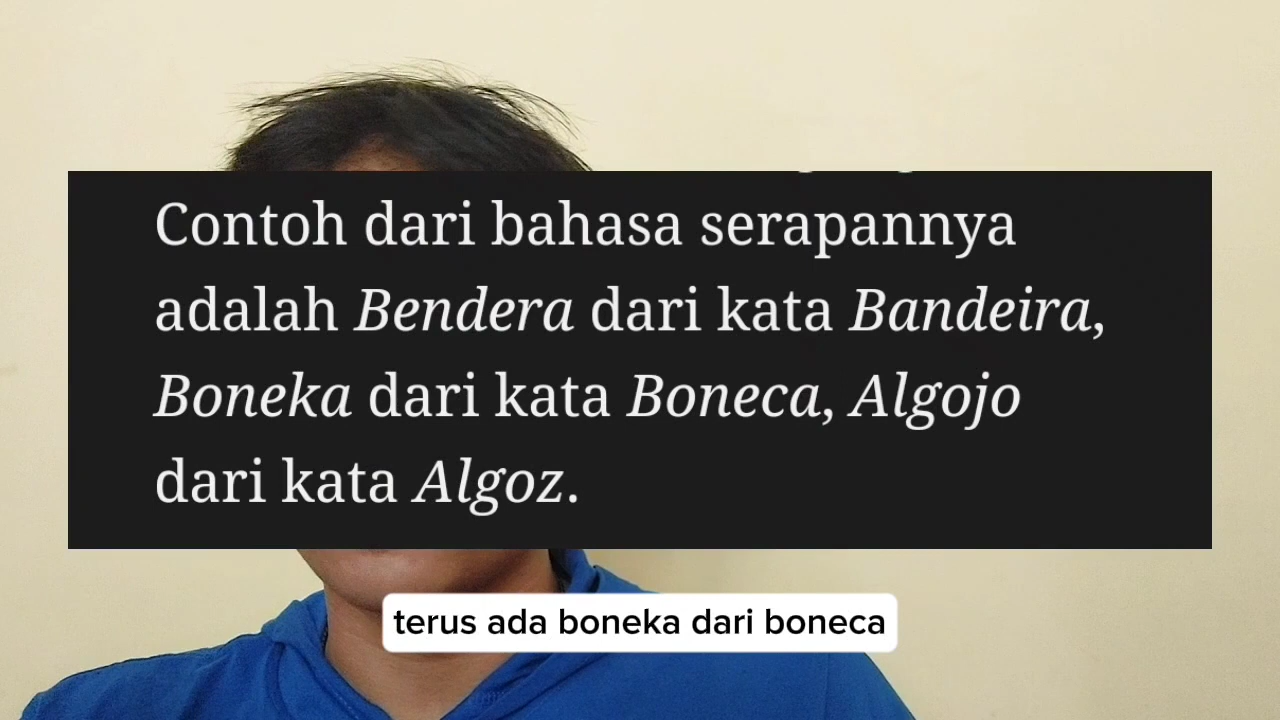 Contoh dari bahasa serapannya
adalah Bendera dari kata Bandeira,
Boneka dari kata Boneca, Algojo
dari kata Algoz.
terus ada boneka dari boneca